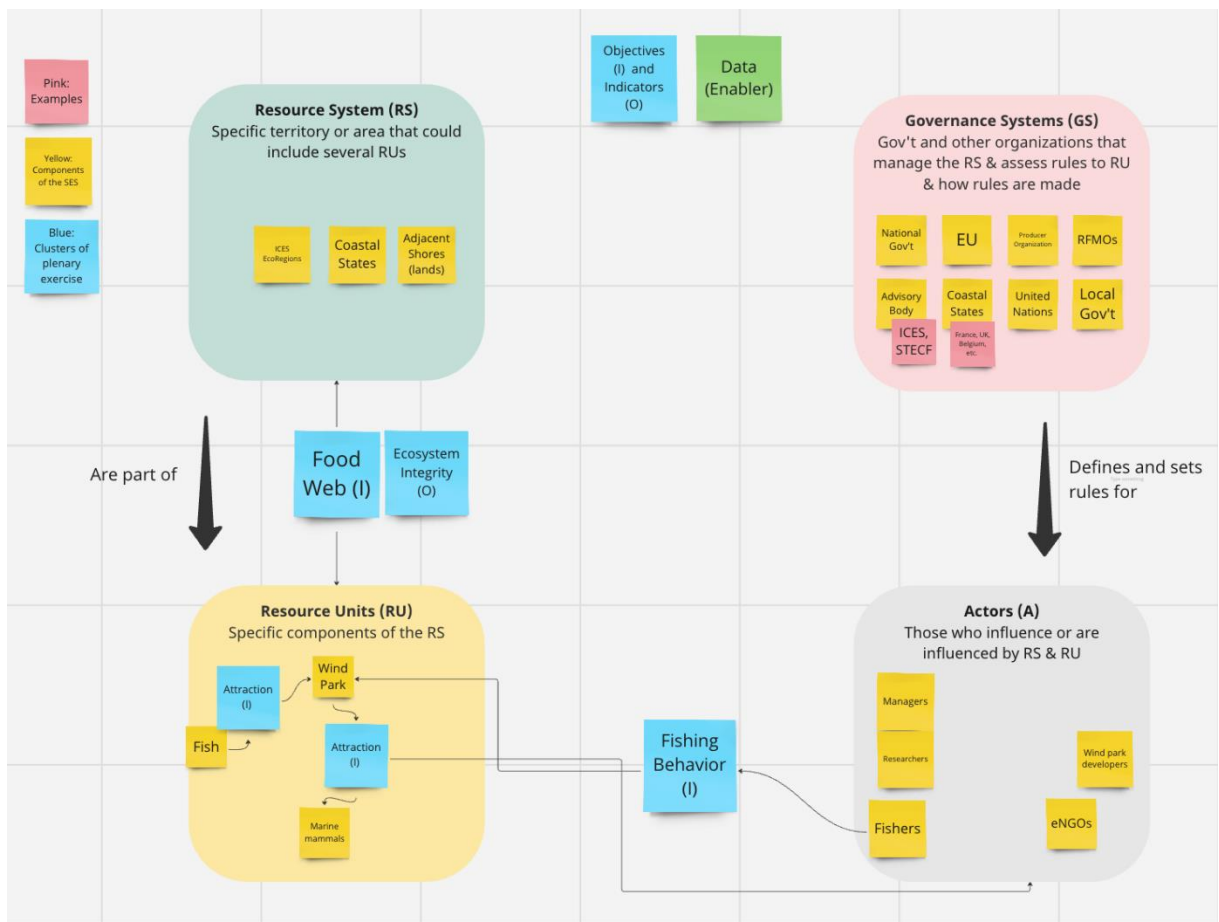 Pink:
Examples
Yellow:
Components
of the SES
Blue:
Clusters of
plenary
exercise
Resource System (RS)
Specific territory or area that could
include several RUs
ICES
EcoRegions
Coastal
States
Adjacent
Shores
(lands)
Objectives
(I) and
Indicators
(O)
Data
(Enabler)
Governance Systems (GS)
Gov't and other organizations that
manage the RS & assess rules to RU
& how rules are made
National
Gov't
EU
Producer
Organization
RFMOs
Advisory
Body
Coastal
States
United
Nations
Local
Gov't
ICES,
STECF
France, UK,
Belgium,
etc.
Are part of
Food
Web (I)
Ecosystem
Integrity
(O)
Defines and sets
rules for
Resource Units (RU)
Specific components of the RS
Fish
Attraction
(I)
Wind
Park
Attraction
(I)
Marine
mammals
Fishing
Behavior
(I)
Actors (A)
Those who influence or are
influenced by RS & RU
Managers
Researchers
Fishers
Wind park
developers
eNGOs